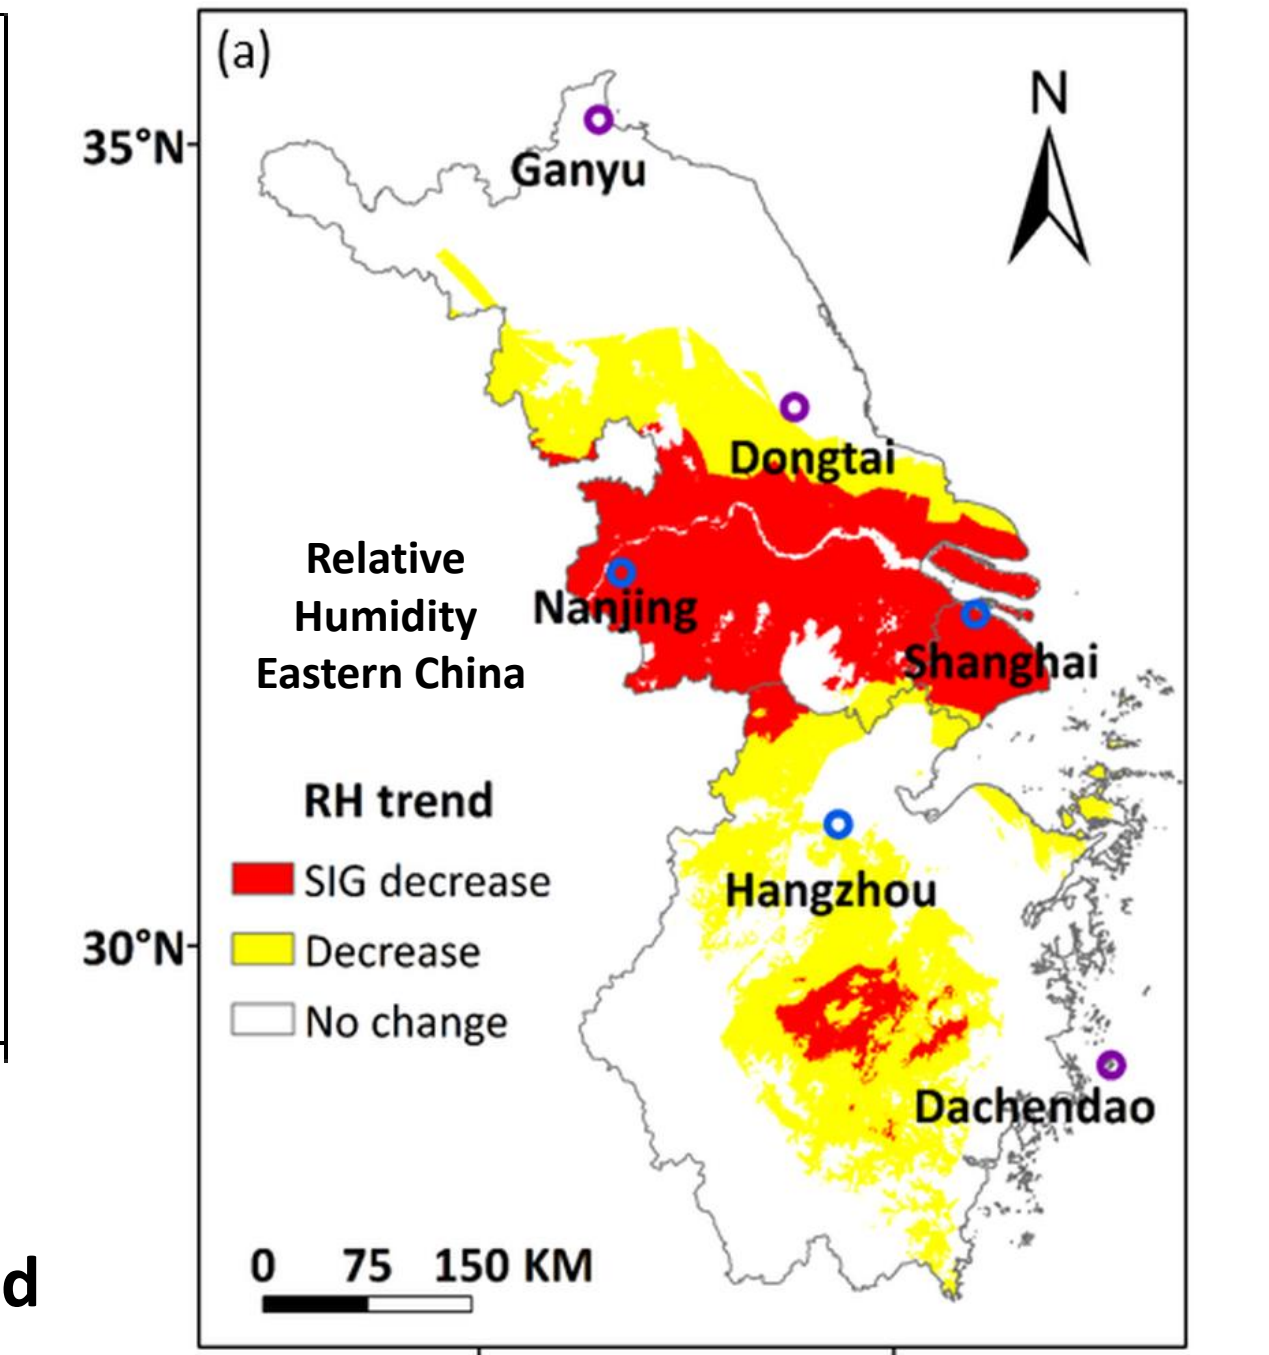 (a)
N
35°N
Ganyu
Dongtai
Relative
Humidity
Eastern China
Nanjing
Shanghai
RH trend
SIG decrease
Decrease
No change
Hangzhou
30°N
Dachendao
0 75 150 KM
d